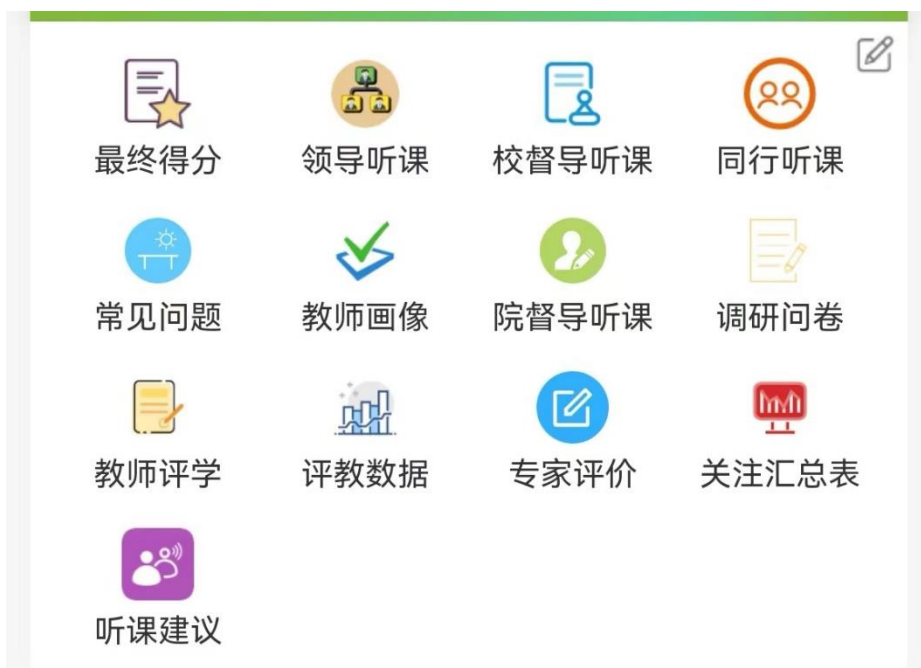 最终得分 领导听课 校督导听课 同行听课
常见问题 教师画像 院督导听课 调研问卷
教师评学 评教数据 专家评价 关注汇总表
听课建议